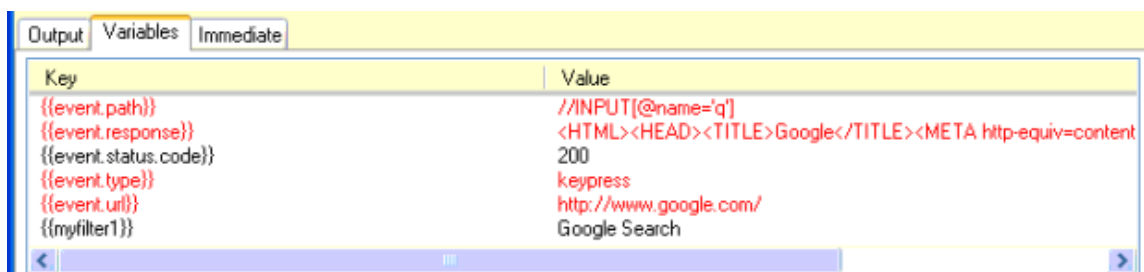 Output Variables Immediate
Key Value
{{event.path}} //INPUT[@name='q']
{{event.response}} <HTML><HEAD><TITLE>Google</TITLE><META http-equiv=content
{{event.status.code}} 200
{{event.type}} keypress
{{event.url}} http://www.google.com/
{{myfilter1}} Google Search